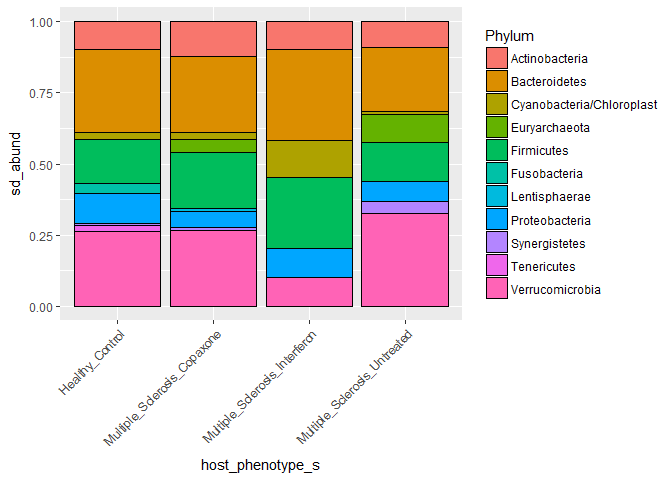 1.00
0.75
0.50
0.25
0.00
sd_abund
Healthy_Control
Multiple_Sclerosis_Copaxone
Multiple_Sclerosis_Interferon
Multiple_Sclerosis_Untreated
host_phenotype_s
Phylum
Actinobacteria
Bacteroidetes
Cyanobacteria/Chloroplast
Euryarchaeota
Firmicutes
Fusobacteria
Lentisphaerae
Proteobacteria
Synergistetes
Tenericutes
Verrucomicrobia